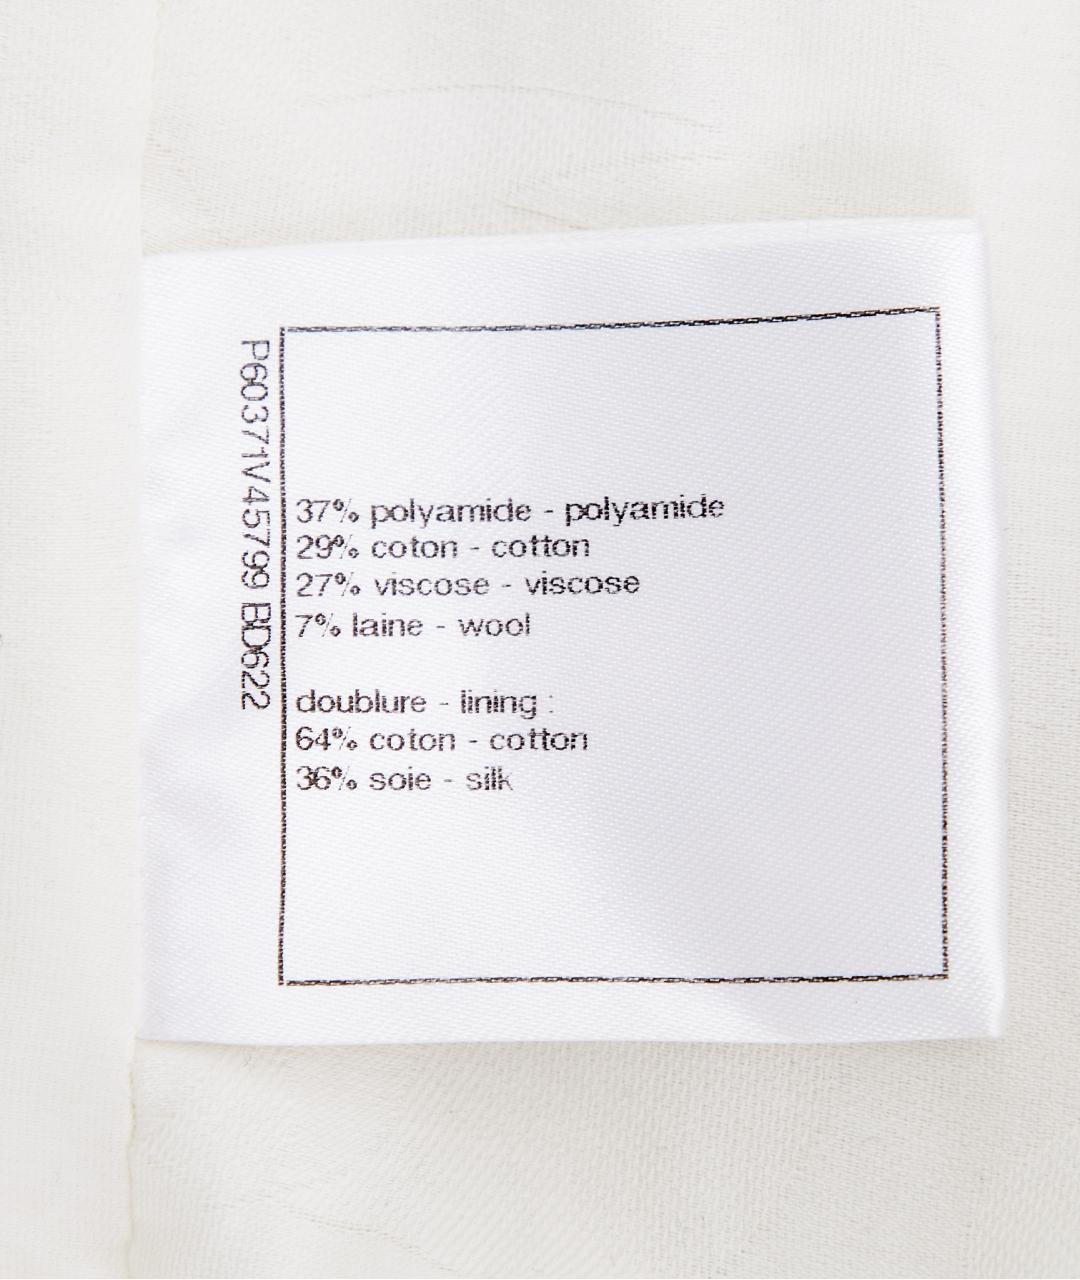 P60371V45799 BD622
37% polyamide - polyamide
29% coton - cotton
27% viscose - viscose
7% laine - wool
doublure - lining :
64% coton - cotton
36% soie - silk